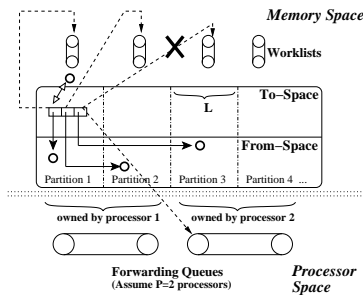 Memory Space
Worklists
To–Space
L
From–Space
Partition 1
Partition 2
Partition 3
Partition 4 ...
owned by processor 1
owned by processor 2
Forwarding Queues
(Assume P=2 processors)
Processor
Space